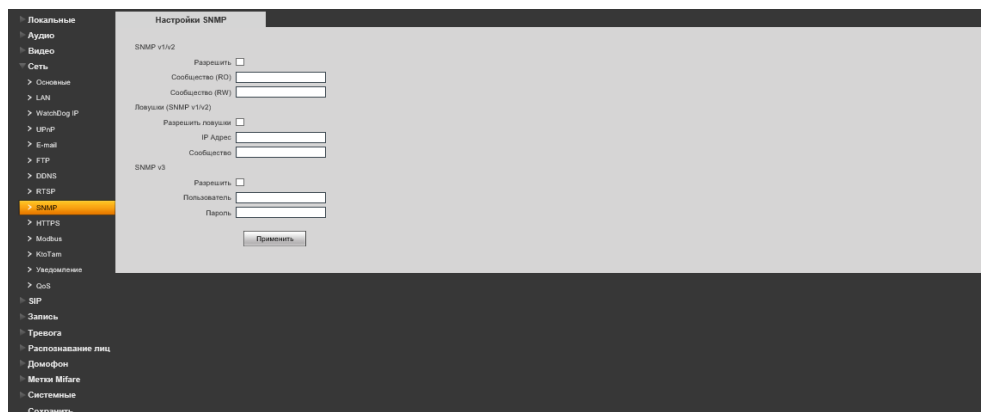 Локальные
Аудио
Видео
Сеть
Основные
LAN
WatchDog IP
UPnP
E-mail
FTP
DDNS
RTSP
SNMP
HTTPS
Modbus
KtoTam
Уведомление
QoS
SIP
Запись
Тревога
Распознавание лиц
Домофон
Метки Mifare
Системные
Сохранить
Настройки SNMP
SNMP v1/v2
Разрешить
Сообщество (RO)
Сообщество (RW)
Ловушки (SNMP v1/v2)
Разрешить ловушки
IP Адрес
Сообщество
SNMP v3
Разрешить
Пользователь
Пароль
Применить